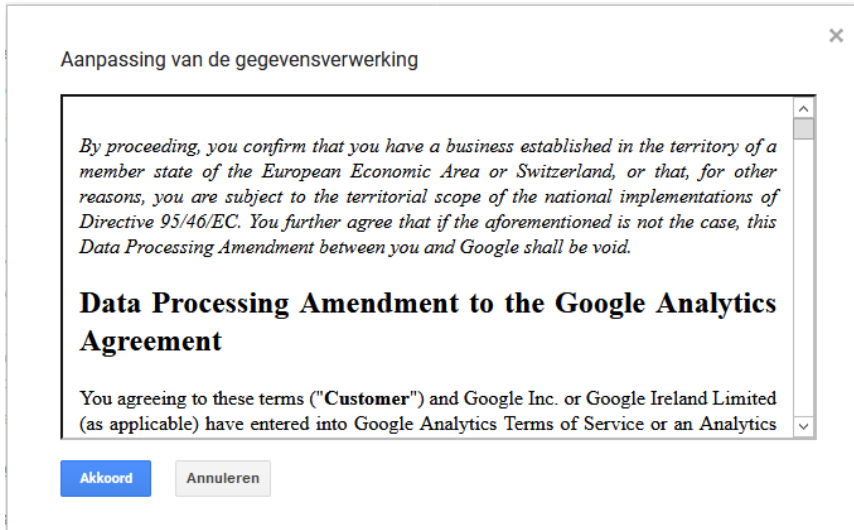 Aanpassing van de gegevensverwerking
By proceeding, you confirm that you have a business established in the territory of a
member state of the European Economic Area or Switzerland, or that, for other
reasons, you are subject to the territorial scope of the national implementations of
Directive 95/46/EC. You further agree that if the aforementioned is not the case, this
Data Processing Amendment between you and Google shall be void.
Data Processing Amendment to the Google Analytics
Agreement
You agreeing to these terms ("Customer") and Google Inc. or Google Ireland Limited
(as applicable) have entered into Google Analytics Terms of Service or an Analytics
Akkoord Annuleren